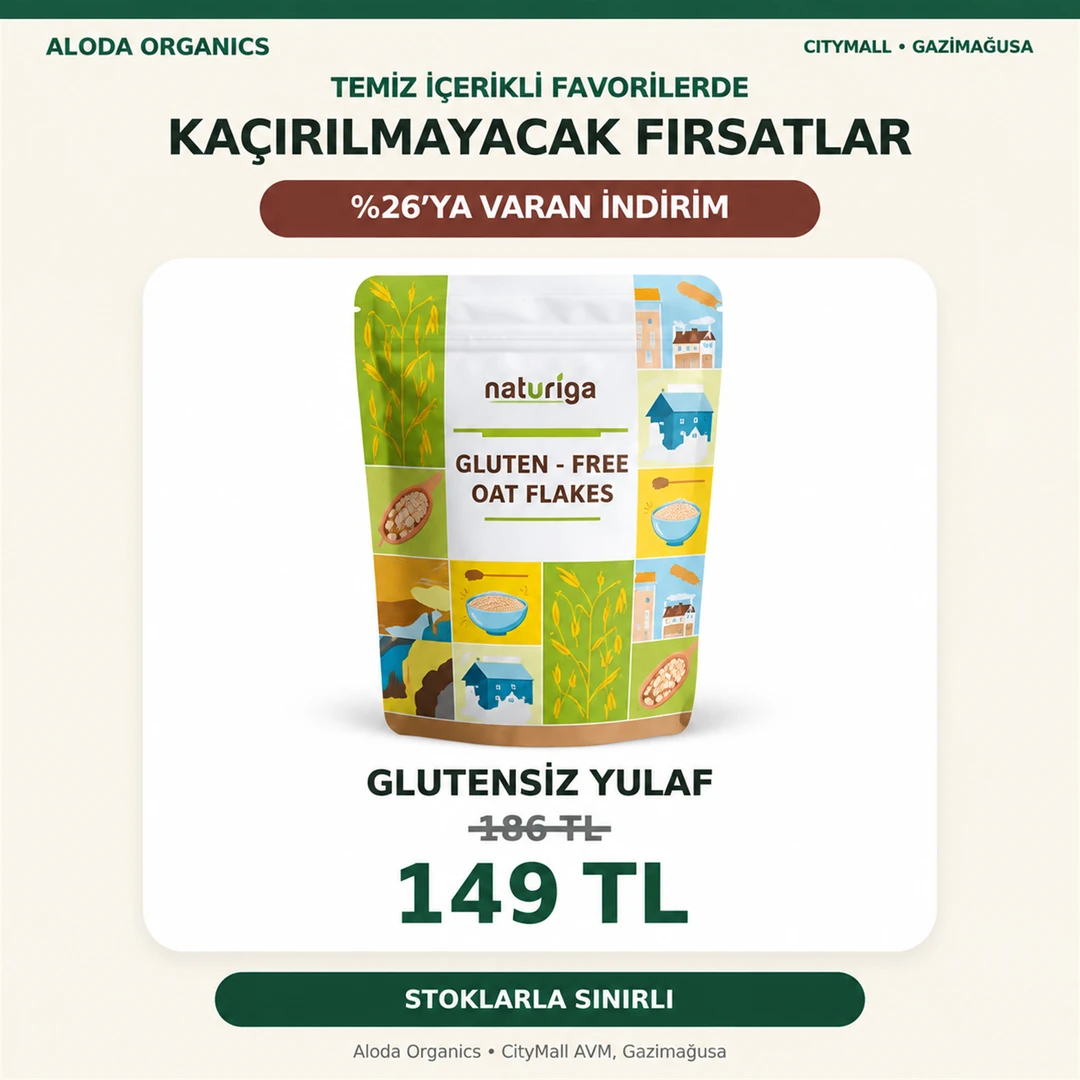 ALODA ORGANICS
CITYMALL • GAZİMAĞUSA
TEMİZ İÇERİKLİ FAVORİLERDE
KAÇIRILMAYACAK FIRSATLAR
%26’YA VARAN İNDİRİM
naturiga
GLUTEN - FREE
OAT FLAKES
GLUTENSİZ YULAF
186 TL
149 TL
STOKLARLA SINIRLI
Aloda Organics • CityMall AVM, Gazimağusa